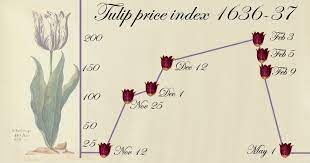 Tulip price index 1636-37
200
150
100
50
25
Nov 12
Nov 25
Dec 1
Dec 12
Feb 3
Feb 5
Feb 9
May 1